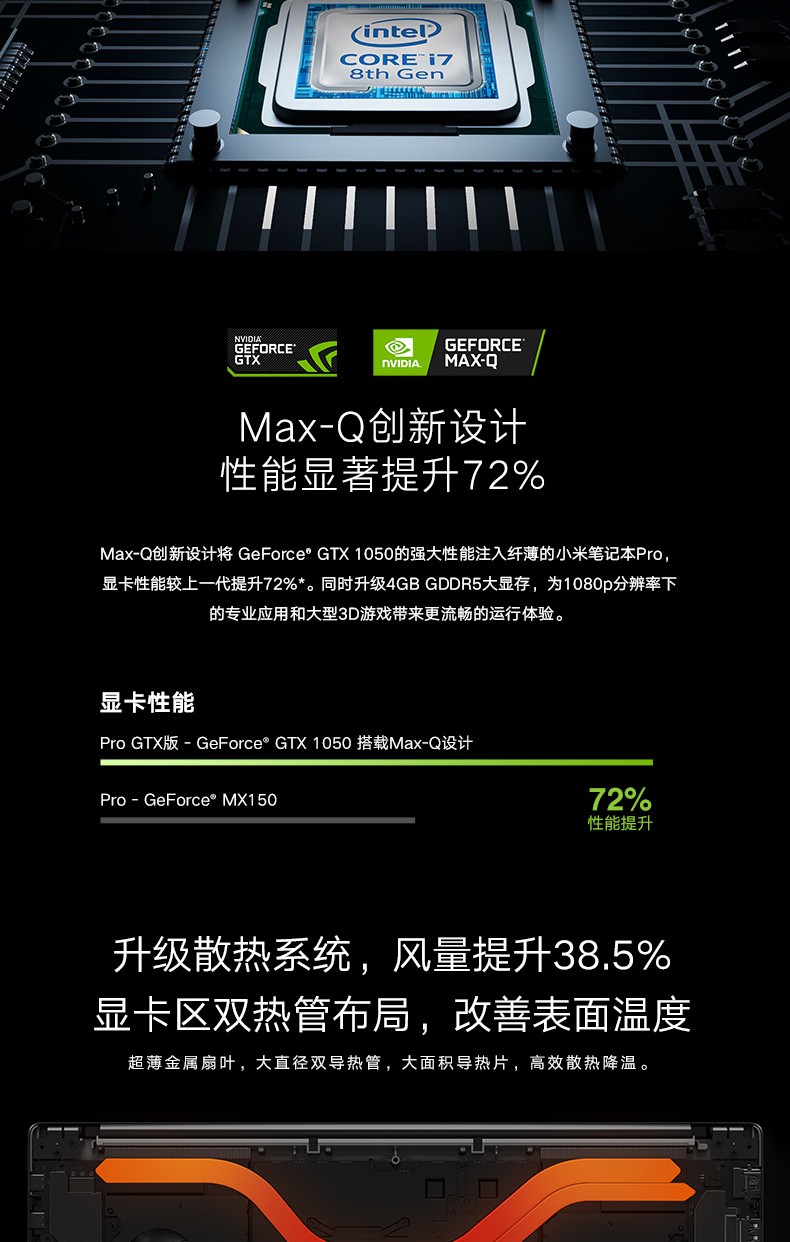 intel®
CORE™ i7
8th Gen
NVIDIA®
GEFORCE®
GTX
NVIDIA.
GEFORCE®
MAX-Q
Max-Q创新设计
性能显著提升72%
Max-Q创新设计将 GeForce® GTX 1050的强大性能注入纤薄的小米笔记本Pro，
显卡性能较上一代提升72%*。同时升级4GB GDDR5大显存，为1080p分辨率下
的专业应用和大型3D游戏带来更流畅的运行体验。
显卡性能
Pro GTX版 - GeForce® GTX 1050 搭载Max-Q设计
Pro - GeForce® MX150
72%
性能提升
升级散热系统，风量提升38.5%
显卡区双热管布局，改善表面温度
超薄金属扇叶，大直径双导热管，大面积导热片，高效散热降温。